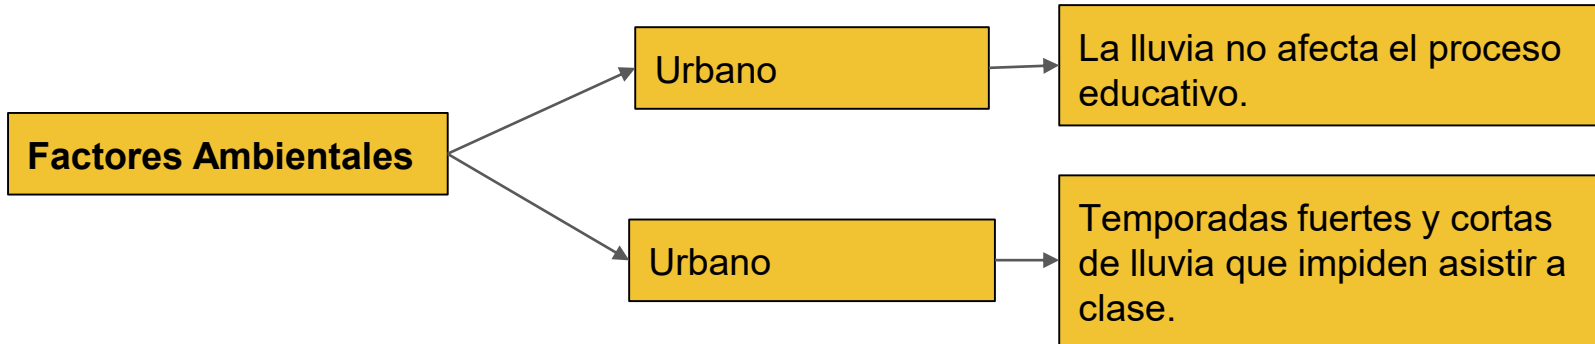 Factores Ambientales
Urbano
La lluvia no afecta el proceso
educativo.
Urbano
Temporadas fuertes y cortas
de lluvia que impiden asistir a
clase.